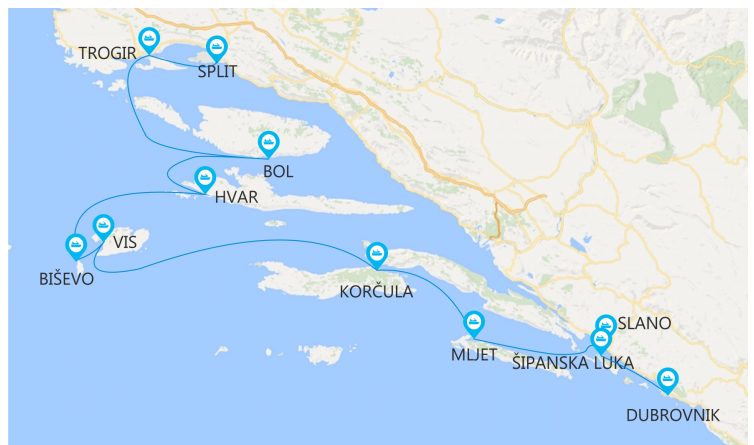 TROGIR
SPLIT
BOL
HVAR
VIS
BIŠEVO
KORČULA
SLANO
MLJET
ŠIPANSKA LUKA
DUBROVNIK